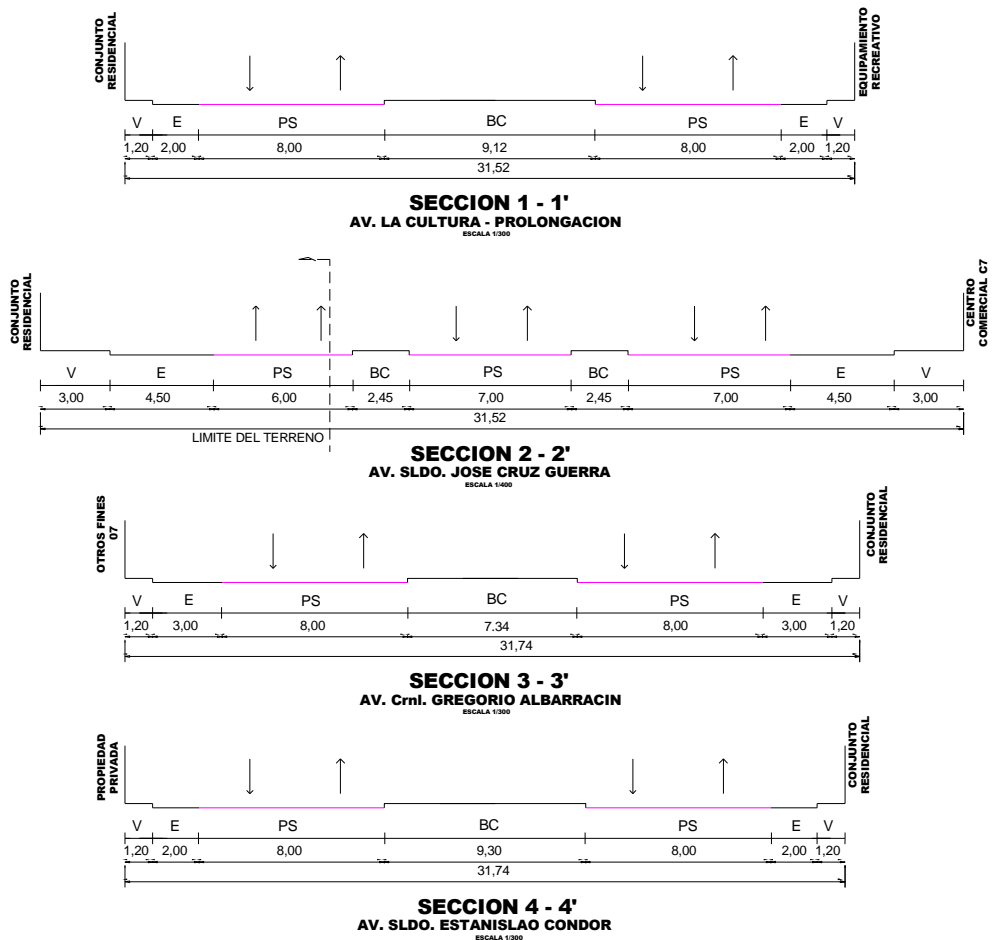 CONJUNTO
RESIDENCIAL
EQUIPAMIENTO
RECREATIVO
V E PS BC PS E V
1,20 2,00 8,00 9,12 8,00 2,00 1,20
31,52
SECCION 1 - 1'
AV. LA CULTURA - PROLONGACION
ESCALA 1/300
CONJUNTO
RESIDENCIAL
CENTRO
COMERCIAL C7
V E PS BC PS BC PS E V
3,00 4,50 6,00 2,45 7,00 2,45 7,00 4,50 3,00
31,52
LIMITE DEL TERRENO
SECCION 2 - 2'
AV. SLDO. JOSE CRUZ GUERRA
ESCALA 1/400
OTROS FINES
07
CONJUNTO
RESIDENCIAL
V E PS BC PS E V
1,20 3,00 8,00 7.34 8,00 3,00 1,20
31,74
SECCION 3 - 3'
AV. Crnl. GREGORIO ALBARRACIN
ESCALA 1/300
PROPIEDAD
PRIVADA
CONJUNTO
RESIDENCIAL
V E PS BC PS E V
1,20 2,00 8,00 9,30 8,00 2,00 1,20
31,74
SECCION 4 - 4'
AV. SLDO. ESTANISLAO CONDOR
ESCALA 1/300